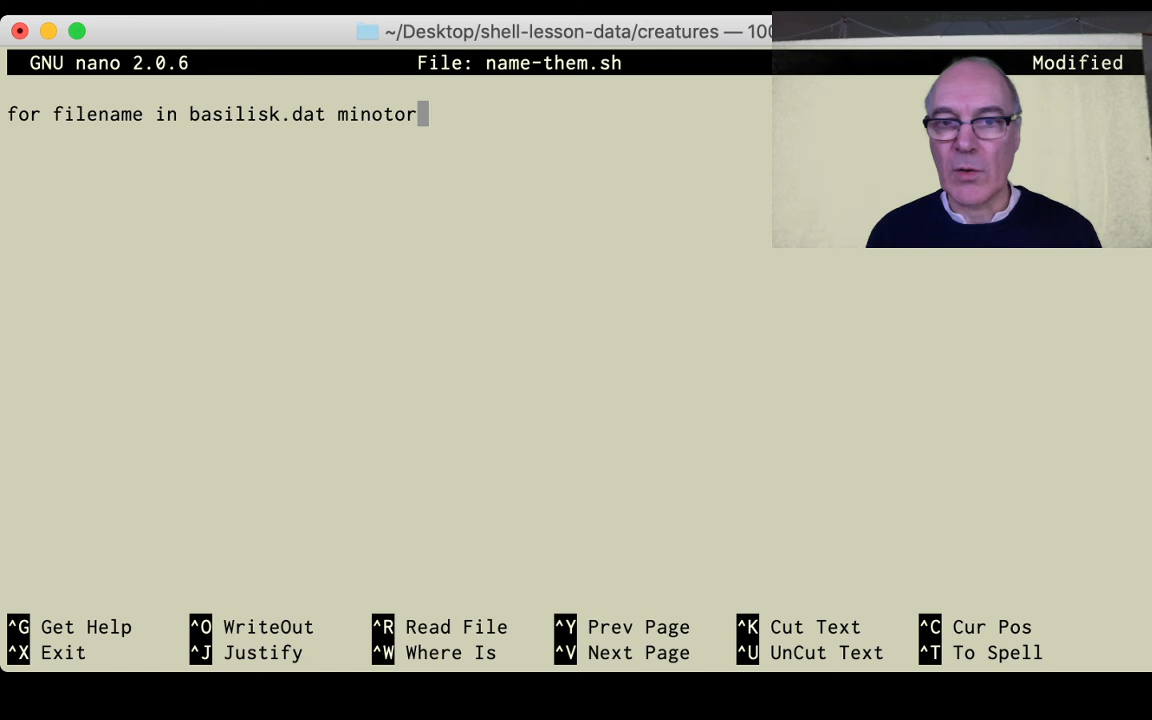 ~/Desktop/shell-lesson-data/creatures — 100
GNU nano 2.0.6 File: name-them.sh Modified
for filename in basilisk.dat minotor
^G Get Help ^O WriteOut ^R Read File ^Y Prev Page ^K Cut Text ^C Cur Pos
^X Exit ^J Justify ^W Where Is ^V Next Page ^U UnCut Text ^T To Spell